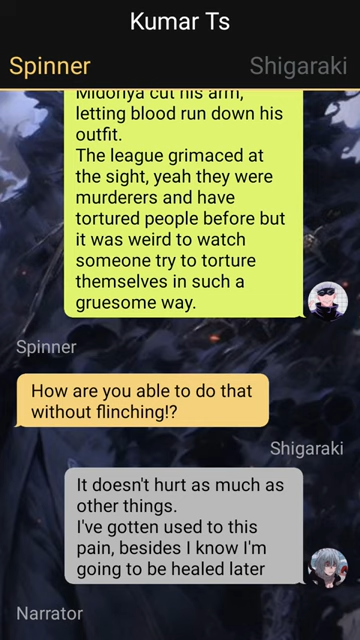 Kumar Ts
Spinner Shigaraki
Midoriya cut his arm,
letting blood run down his
outfit.
The league grimaced at
the sight, yeah they were
murderers and have
tortured people before but
it was weird to watch
someone try to torture
themselves in such a
gruesome way.
Spinner
How are you able to do that
without flinching!?
Shigaraki
It doesn't hurt as much as
other things.
I've gotten used to this
pain, besides I know I'm
going to be healed later
Narrator